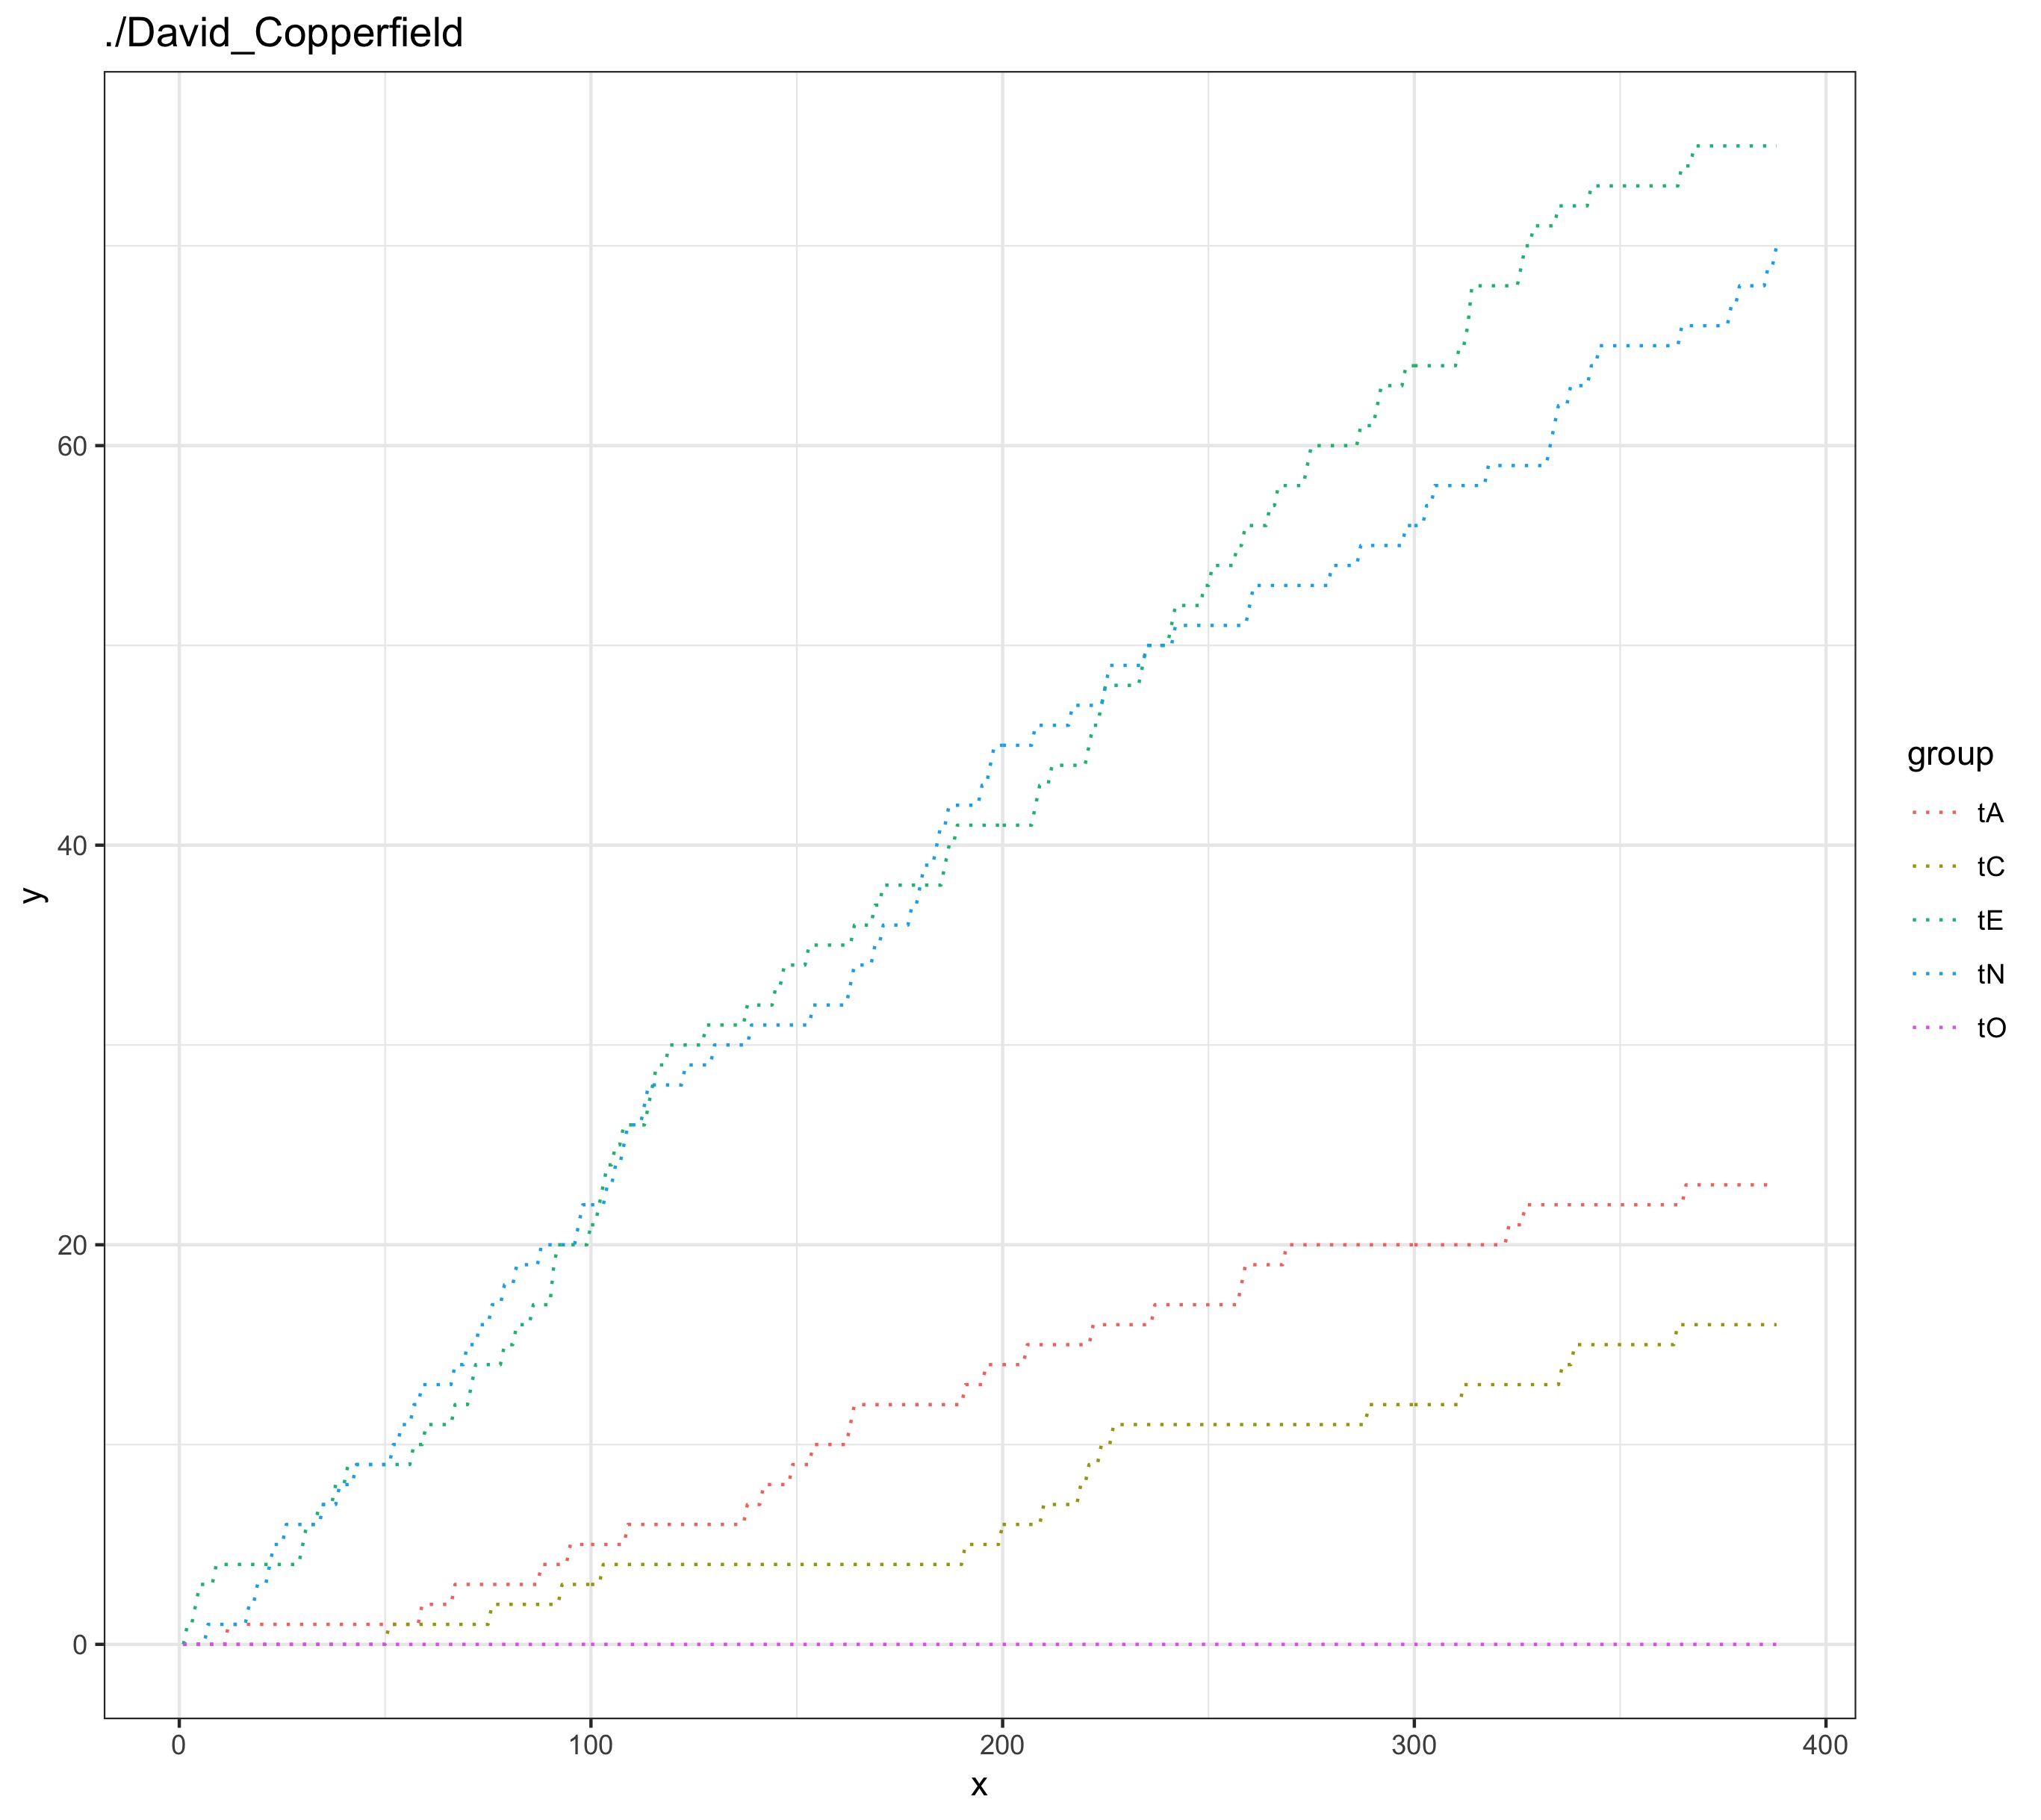 ./David_Copperfield
y
60
40
20
0
0 100 200 300 400
x
group
tA
tC
tE
tN
tO